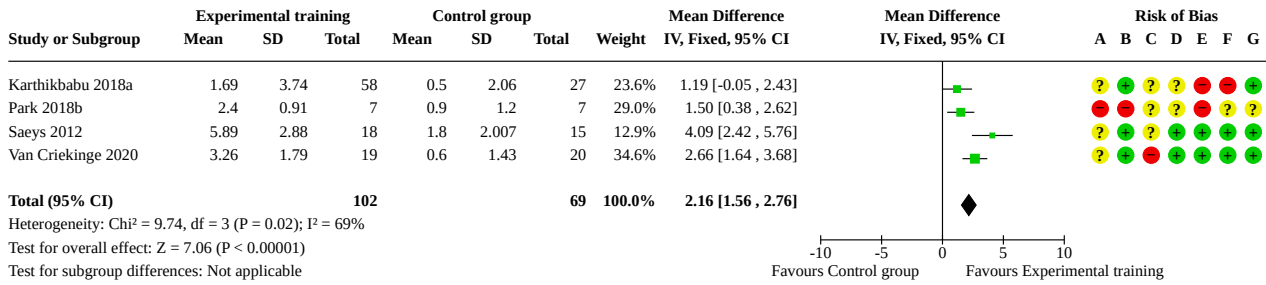 Experimental training Control group Mean Difference Mean Difference Risk of Bias
Study or Subgroup Mean SD Total Mean SD Total Weight IV, Fixed, 95% CI IV, Fixed, 95% CI A B C D E F G
Karthikbabu 2018a 1.69 3.74 58 0.5 2.06 27 23.6% 1.19 [-0.05 , 2.43] ? + ? ? − − +
Park 2018b 2.4 0.91 7 0.9 1.2 7 29.0% 1.50 [0.38 , 2.62] − − ? ? − ? ?
Saeys 2012 5.89 2.88 18 1.8 2.007 15 12.9% 4.09 [2.42 , 5.76] ? + ? + + + +
Van Criekinge 2020 3.26 1.79 19 0.6 1.43 20 34.6% 2.66 [1.64 , 3.68] ? + − + + + +
Total (95% CI) 102 69 100.0% 2.16 [1.56 , 2.76]
Heterogeneity: Chi² = 9.74, df = 3 (P = 0.02); I² = 69%
Test for overall effect: Z = 7.06 (P < 0.00001)
-10 -5 0 5 10
Test for subgroup differences: Not applicable
Favours Control group Favours Experimental training